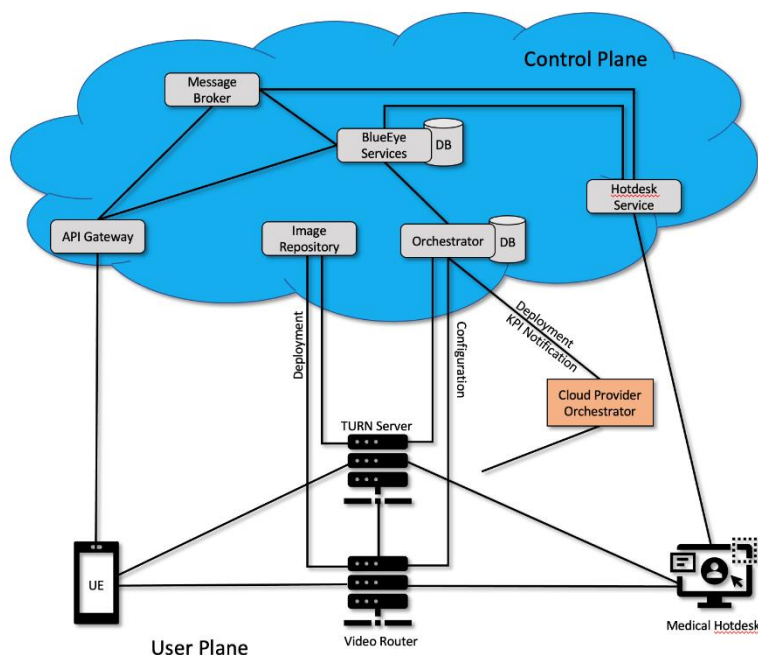 Control Plane
Message
Broker
BlueEye
Services
DB
Hotdesk
Service
API Gateway
Image
Repository
Orchestrator
DB
Deployment
Configuration
Deployment
KPI Notification
Cloud Provider
Orchestrator
TURN Server
UE
Medical Hotdesk
Video Router
User Plane